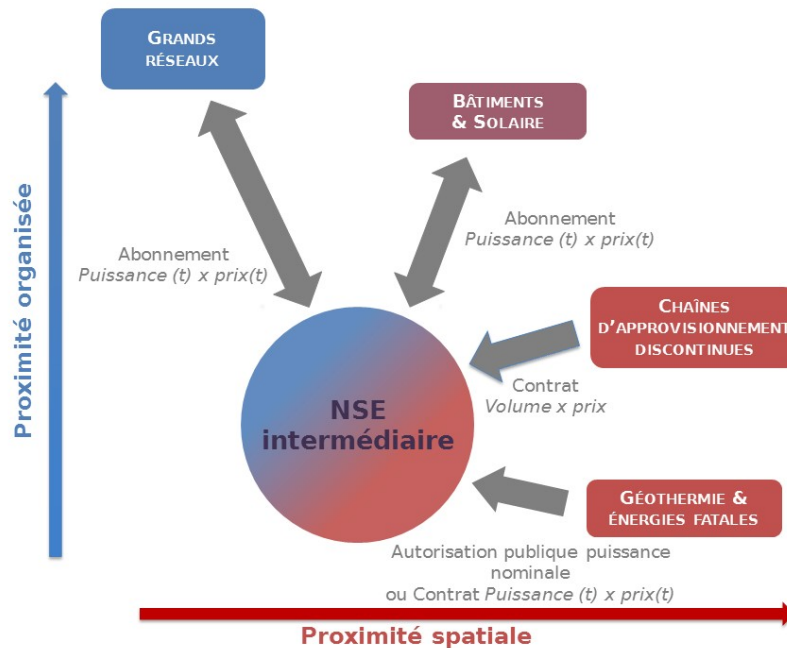 GRANDS
RÉSEAUX
BÂTIMENTS
& SOLAIRE
Proximité organisée
Abonnement
Puissance (t) x prix(t)
Abonnement
Puissance (t) x prix(t)
CHAÎNES
D’APPROVISIONNEMENT
DISCONTINUES
Contrat
Volume x prix
NSE
intermédiaire
GÉOTHERMIE &
ÉNERGIES FATALES
Autorisation publique puissance
nominale
ou Contrat Puissance (t) x prix(t)
Proximité spatiale